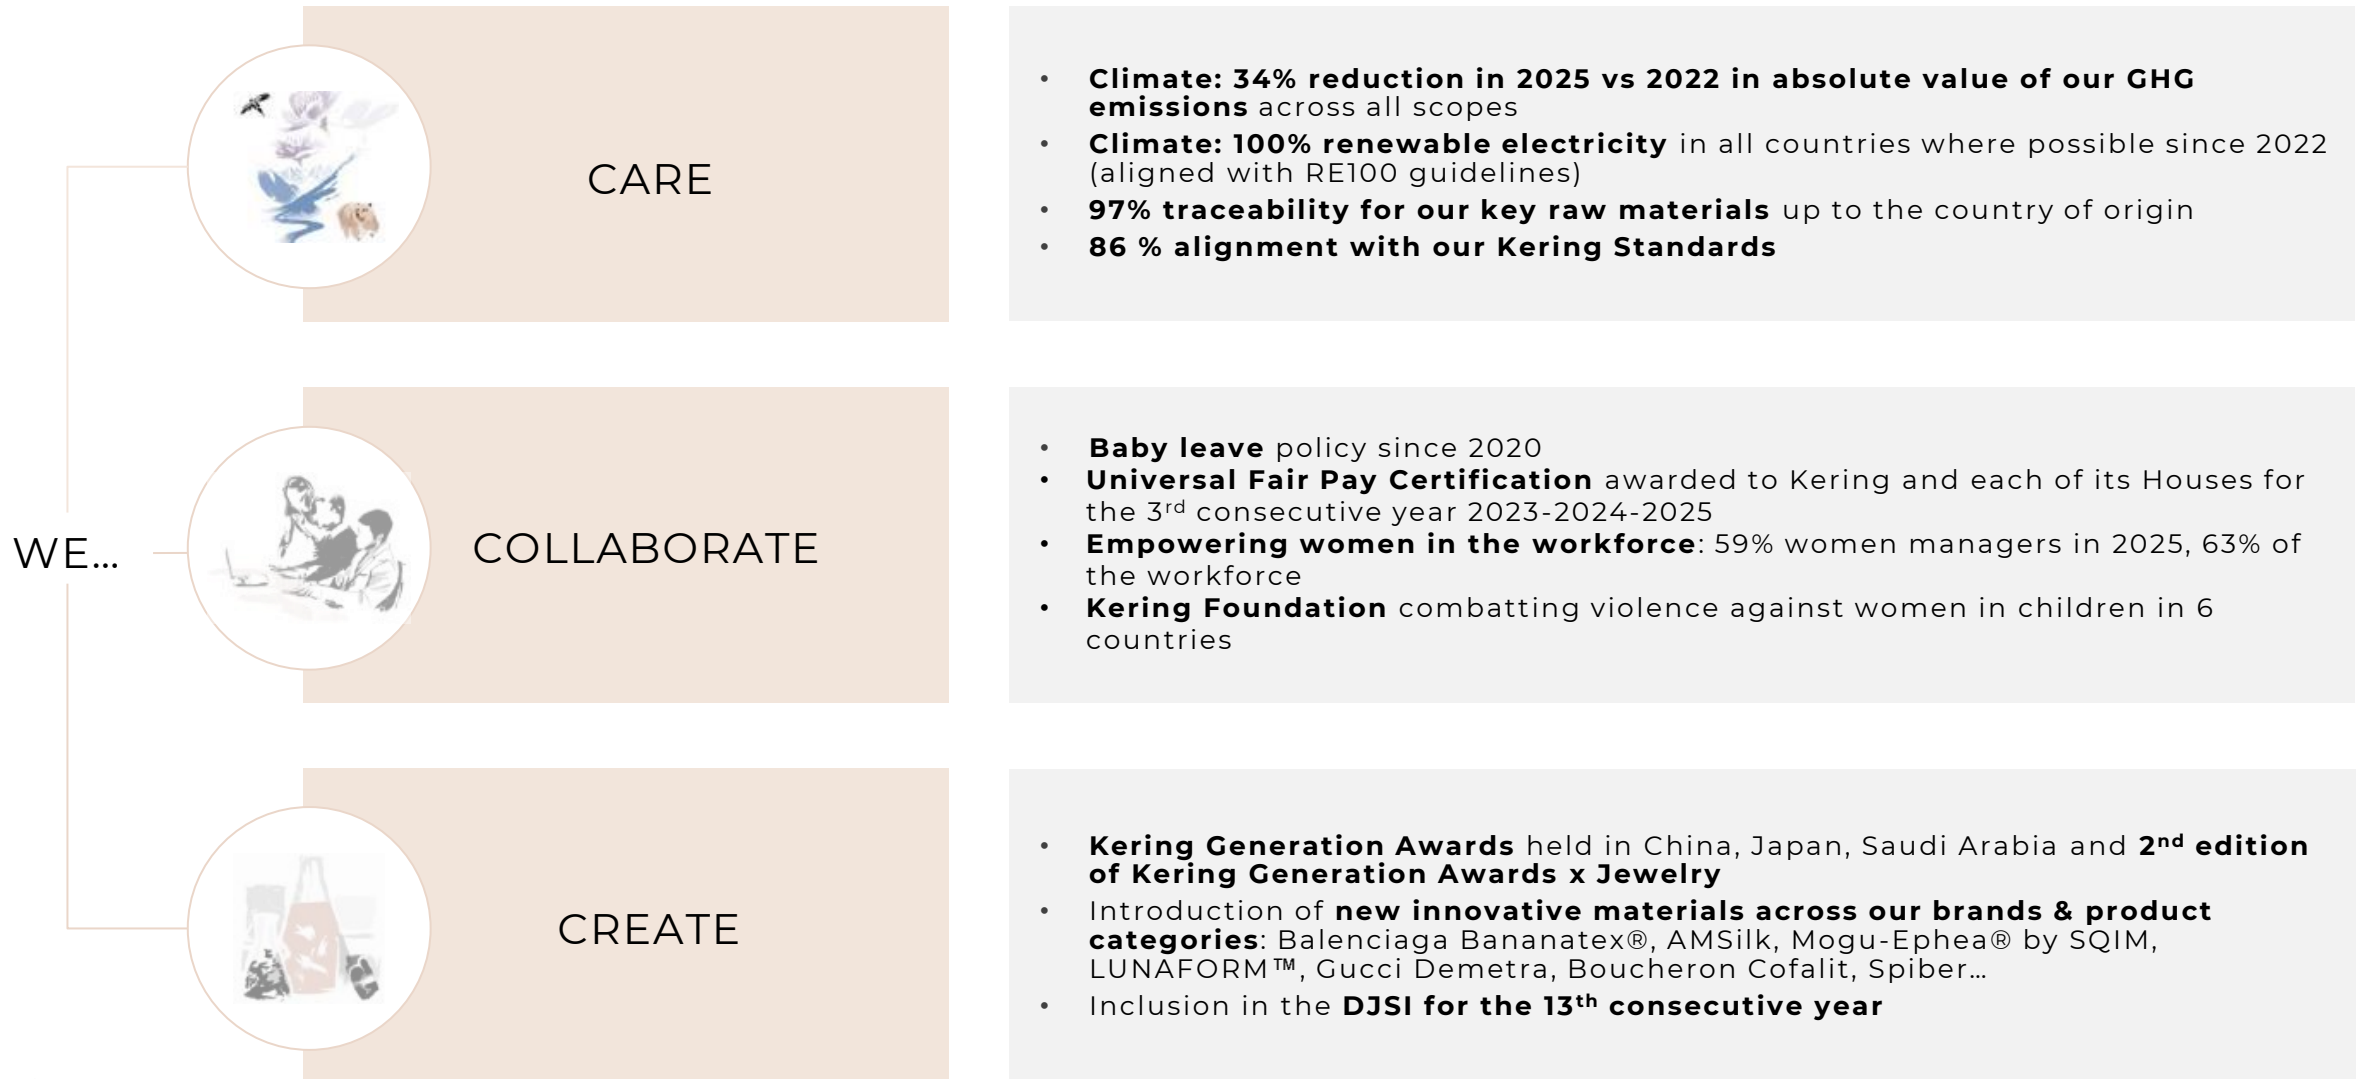 WE...
CARE
• Climate: 34% reduction in 2025 vs 2022 in absolute value of our GHG
emissions across all scopes
• Climate: 100% renewable electricity in all countries where possible since 2022
(aligned with RE100 guidelines)
• 97% traceability for our key raw materials up to the country of origin
• 86 % alignment with our Kering Standards
COLLABORATE
• Baby leave policy since 2020
• Universal Fair Pay Certification awarded to Kering and each of its Houses for
the 3rd consecutive year 2023-2024-2025
• Empowering women in the workforce: 59% women managers in 2025, 63% of
the workforce
• Kering Foundation combatting violence against women in children in 6
countries
CREATE
• Kering Generation Awards held in China, Japan, Saudi Arabia and 2nd edition
of Kering Generation Awards x Jewelry
• Introduction of new innovative materials across our brands & product
categories: Balenciaga Bananatex®, AMSilk, Mogu-Ephea® by SQIM,
LUNAFORM™, Gucci Demetra, Boucheron Cofalit, Spiber…
• Inclusion in the DJSI for the 13th consecutive year